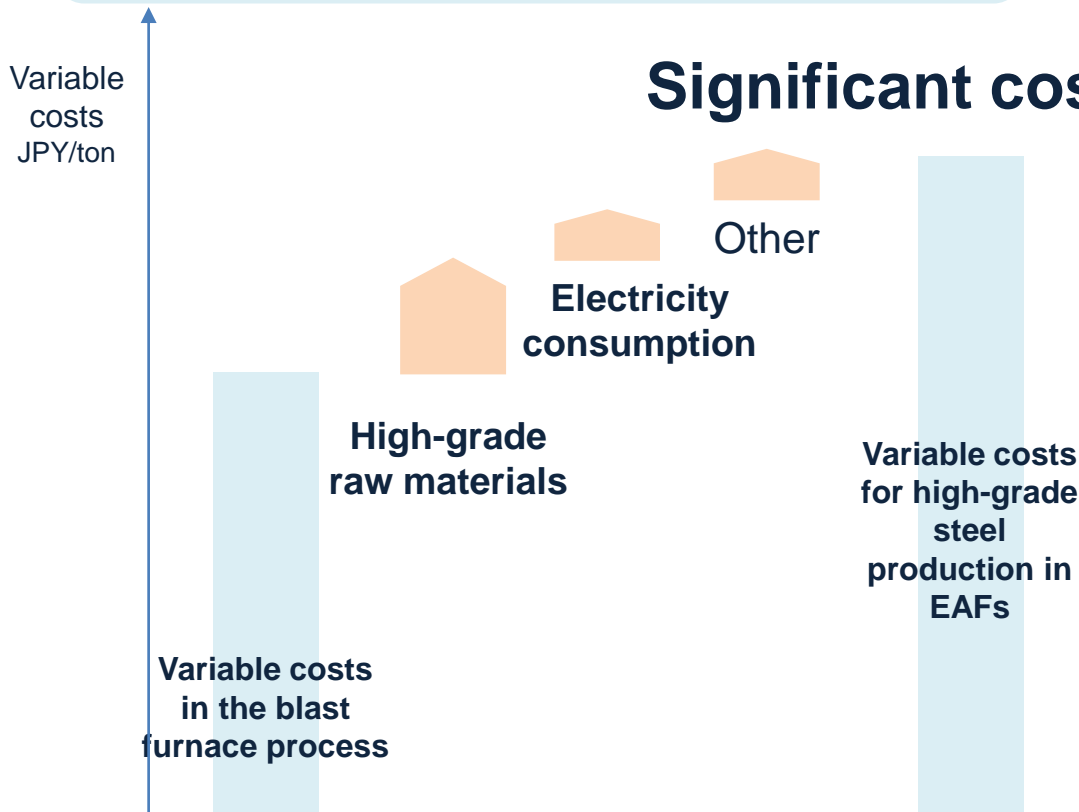 Variable
costs
JPY/ton
Significant
Other
Electricity
consumption
High-grade
raw materials
Variable costs
for high-grade
steel
production in
EAFs
Variable costs
in the blast
furnace process